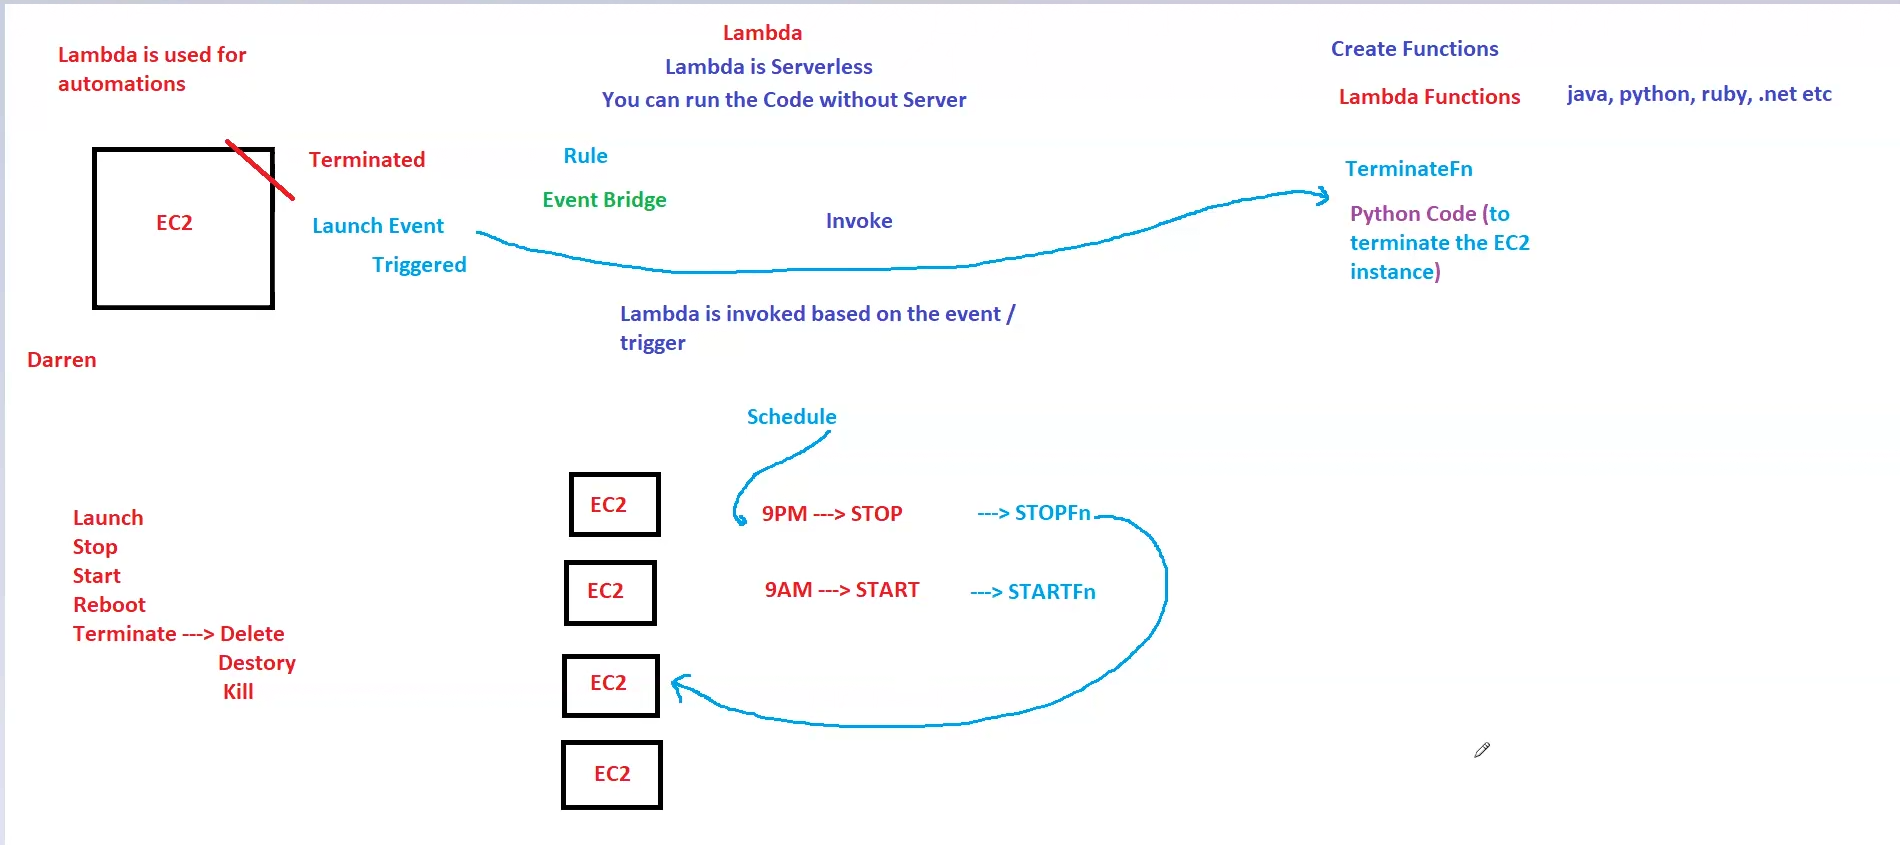 Lambda is used for
automations
Lambda
Lambda is Serverless
You can run the Code without Server
Create Functions
Lambda Functions
java, python, ruby, .net etc
EC2
Terminated
Launch Event
Triggered
Rule
Event Bridge
Invoke
TerminateFn
Python Code (to
terminate the EC2
instance)
Lambda is invoked based on the event /
trigger
Darren
Schedule
EC2
9PM ---> STOP
---> STOPFn
EC2
9AM ---> START
---> STARTFn
EC2
EC2
Launch
Stop
Start
Reboot
Terminate ---> Delete
Destory
Kill